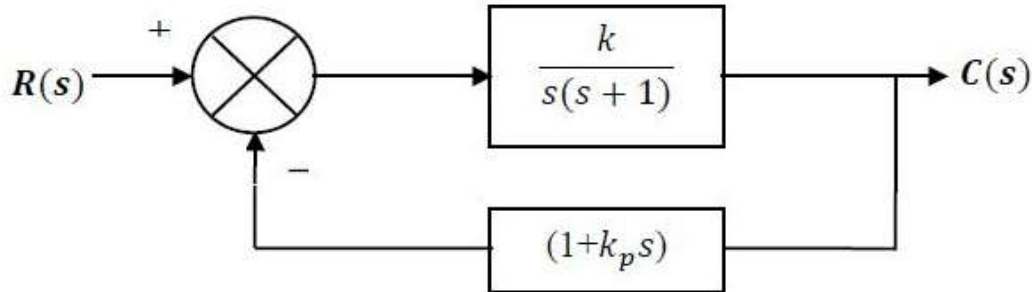 +
R(s)
k
s(s + 1)
C(s)
−
(1+k_p s)